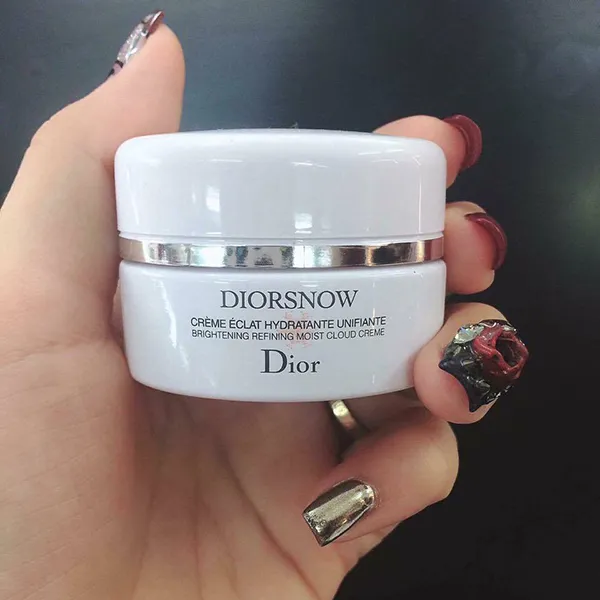 DIORSNOW
CRÈME ÉCLAT HYDRATANTE UNIFIANTE
BRIGHTENING REFINING MOIST CLOUD CREME
Dior